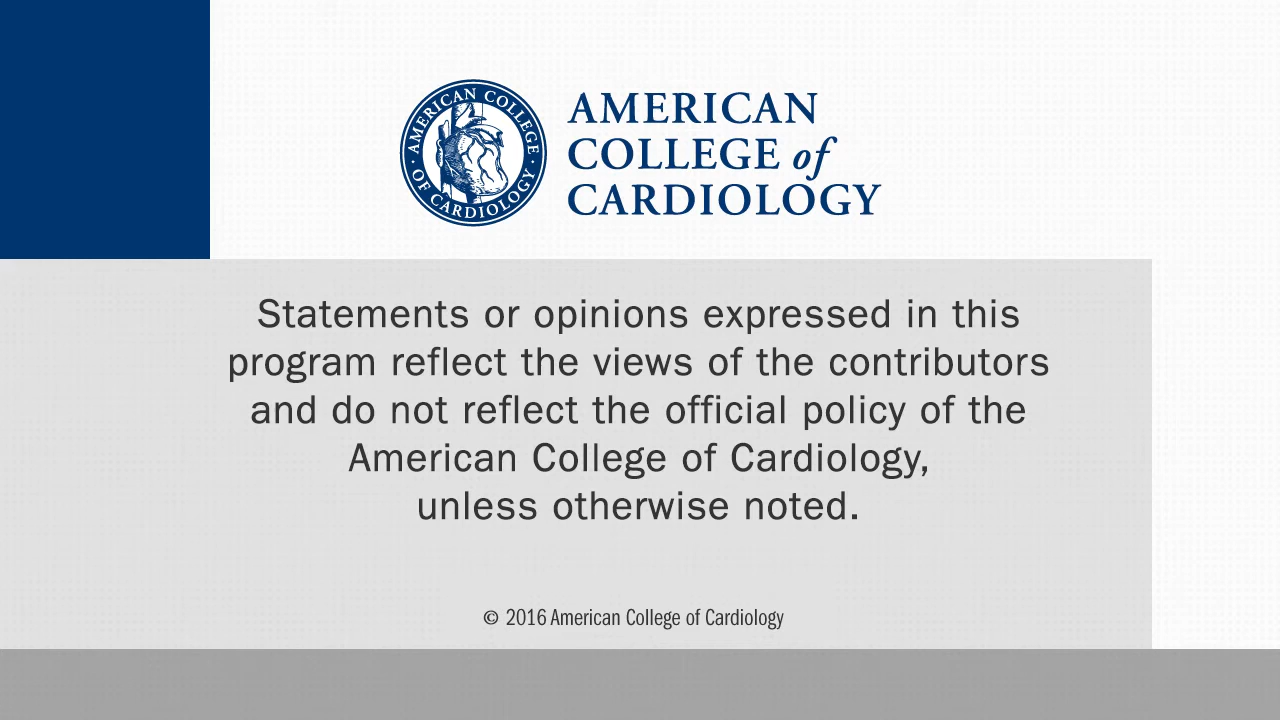 AMERICAN COLLEGE
· OF CARDIOLOGY ·
AMERICAN
COLLEGE of
CARDIOLOGY
Statements or opinions expressed in this
program reflect the views of the contributors
and do not reflect the official policy of the
American College of Cardiology,
unless otherwise noted.
© 2016 American College of Cardiology